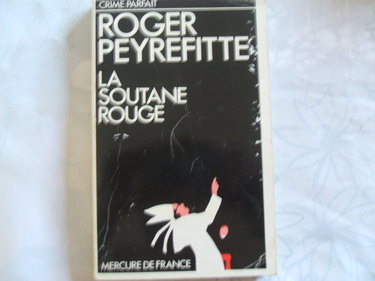 CRIME PARFAIT
ROGER
PEYREFITTE
LA
SOUTANE
ROUGE
MERCURE DE FRANCE